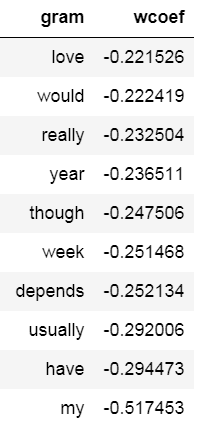 gram wcoef
love -0.221526
would -0.222419
really -0.232504
year -0.236511
though -0.247506
week -0.251468
depends -0.252134
usually -0.292006
have -0.294473
my -0.517453